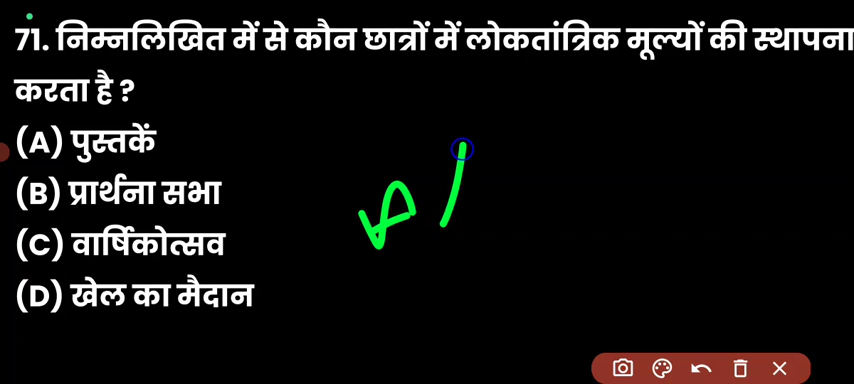 71. निम्नलिखित में से कौन छात्रों में लोकतांत्रिक मूल्यों की स्थापना
करता है ?
(A) पुस्तकें
(B) प्रार्थना सभा
(C) वार्षिकोत्सव
(D) खेल का मैदान